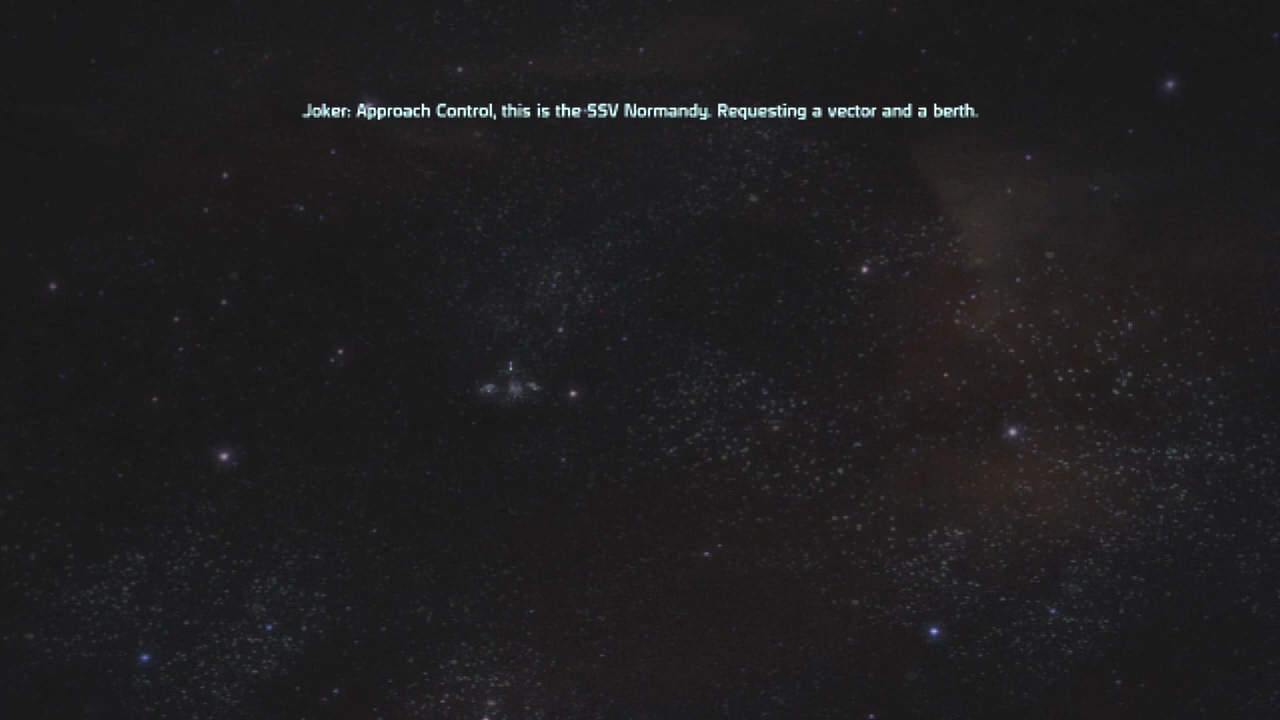 Joker: Approach Control, this is the SSV Normandy. Requesting a vector and a berth.